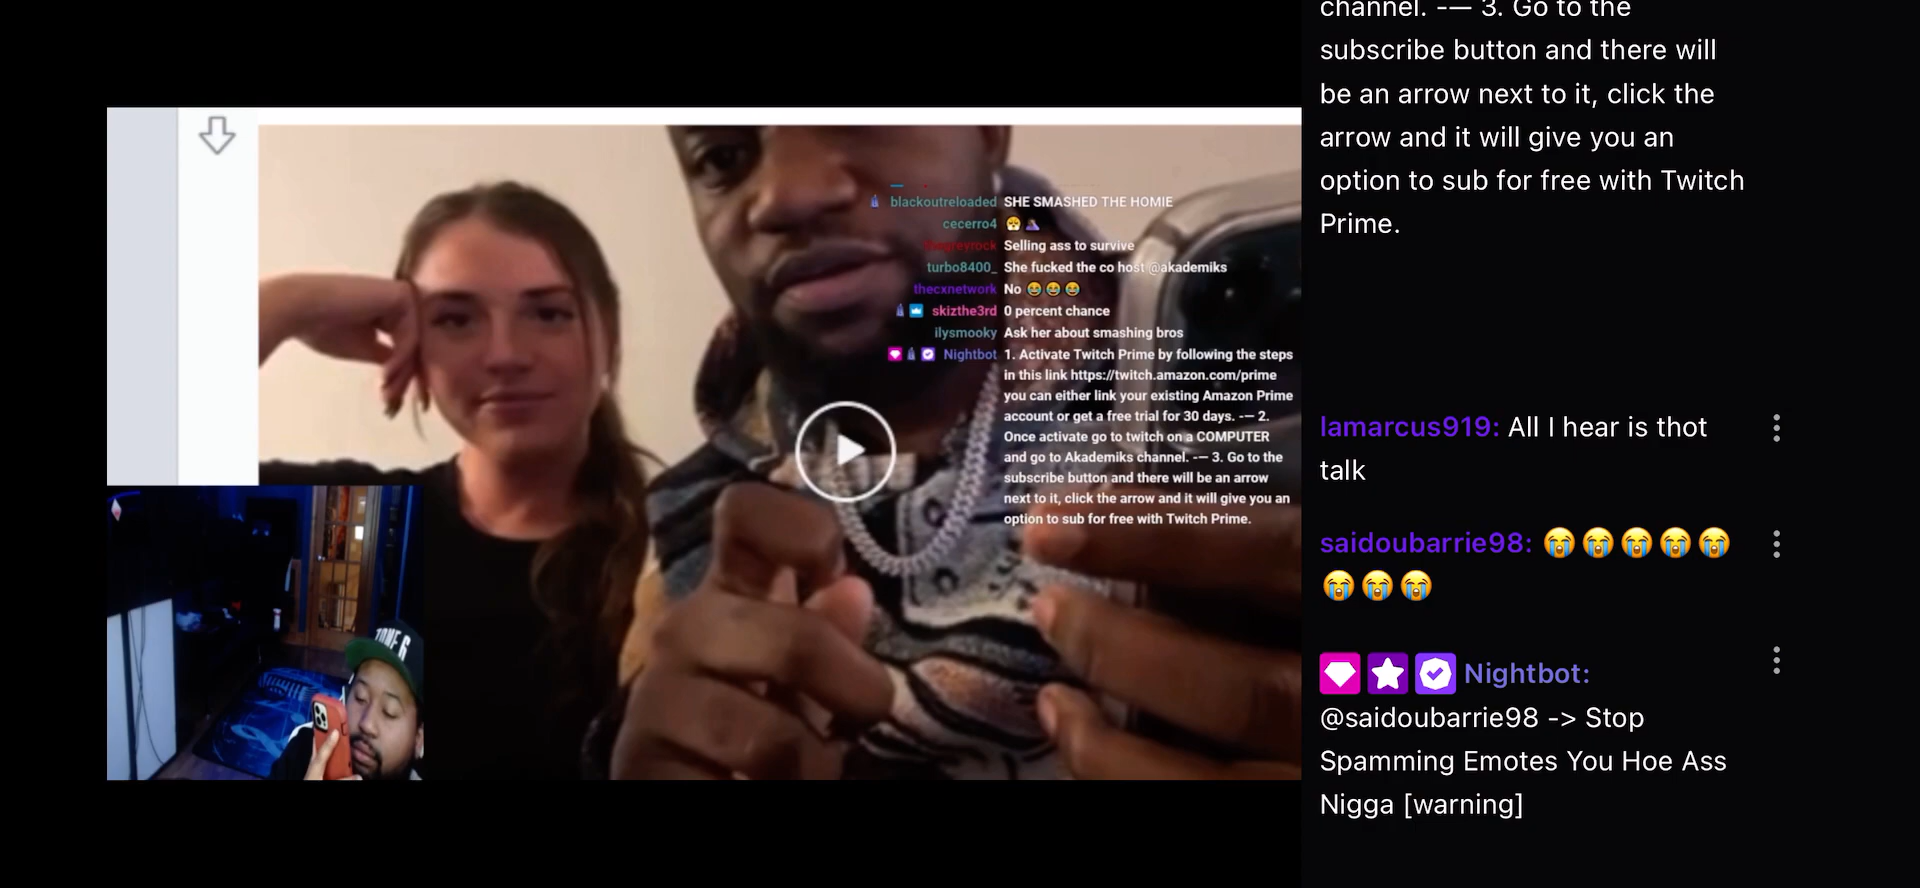 blackoutreloaded SHE SMASHED THE HOMIE
cecerro4 😤
Selling ass to survive
turbo8400_ She fucked the co host @akademiks
thecxnetwork No 😂😂😂
skizthe3rd 0 percent chance
ilysmooky Ask her about smashing bros
Nightbot 1. Activate Twitch Prime by following the steps
in this link https://twitch.amazon.com/prime
you can either link your existing Amazon Prime
account or get a free trial for 30 days. -— 2.
Once activate go to twitch on a COMPUTER
and go to Akademiks channel. -— 3. Go to the
subscribe button and there will be an arrow
next to it, click the arrow and it will give you an
option to sub for free with Twitch Prime.
ZONE 6
channel. -— 3. Go to the
subscribe button and there will
be an arrow next to it, click the
arrow and it will give you an
option to sub for free with Twitch
Prime.
lamarcus919: All I hear is thot
talk
saidoubarrie98: 😭😭😭😭😭
😭😭😭
Nightbot:
@saidoubarrie98 -> Stop
Spamming Emotes You Hoe Ass
Nigga [warning]